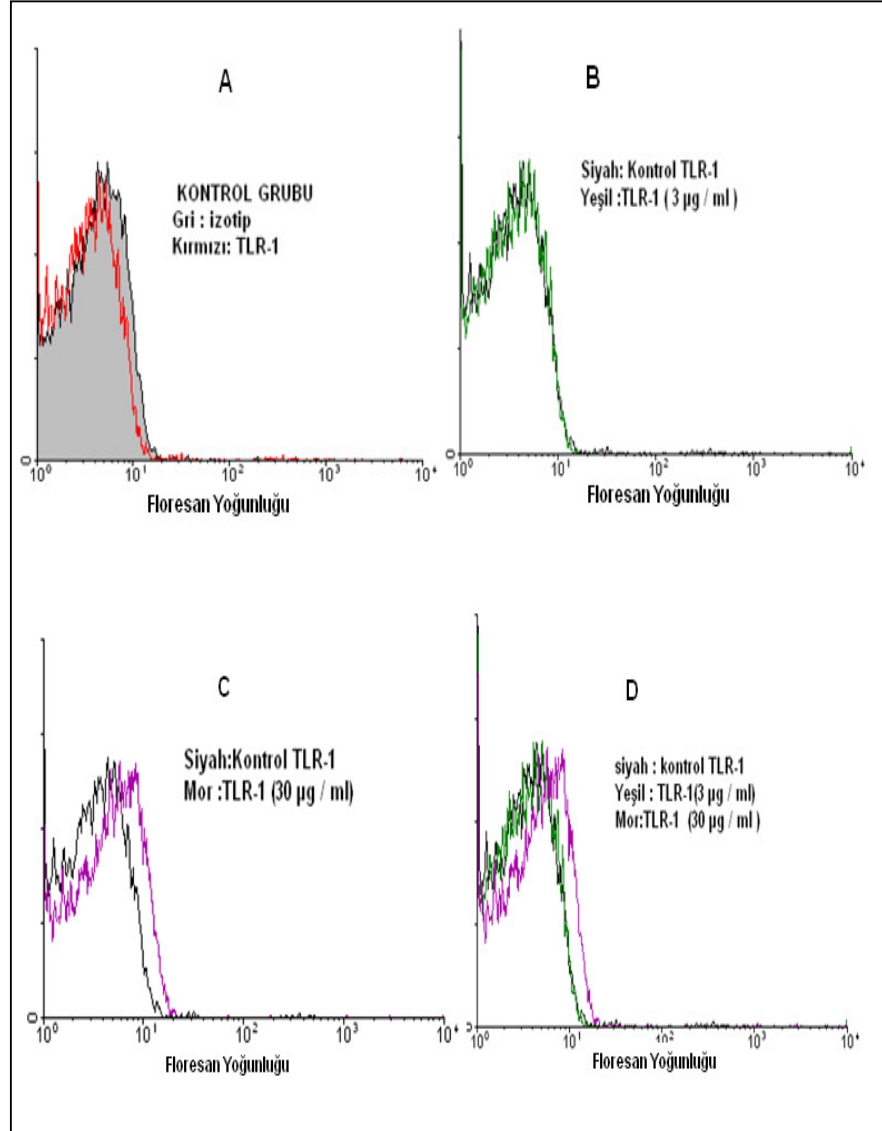 A
KONTROL GRUBU
Gri : izotip
Kırmızı: TLR-1
0
10⁰ 10¹ 10² 10³ 10⁴
Floresan Yoğunluğu
B
Siyah: Kontrol TLR-1
Yeşil :TLR-1 ( 3 µg / ml )
0
10⁰ 10¹ 10² 10³ 10⁴
Floresan Yoğunluğu
C
Siyah:Kontrol TLR-1
Mor :TLR-1 (30 µg / ml)
0
10⁰ 10¹ 10² 10³ 10⁴
Floresan Yoğunluğu
D
siyah : kontrol TLR-1
Yeşil : TLR-1(3 µg/ ml)
Mor:TLR-1 (30 µg / ml )
0
10⁰ 10¹ 10² 10³ 10⁴
Floresan Yoğunluğu